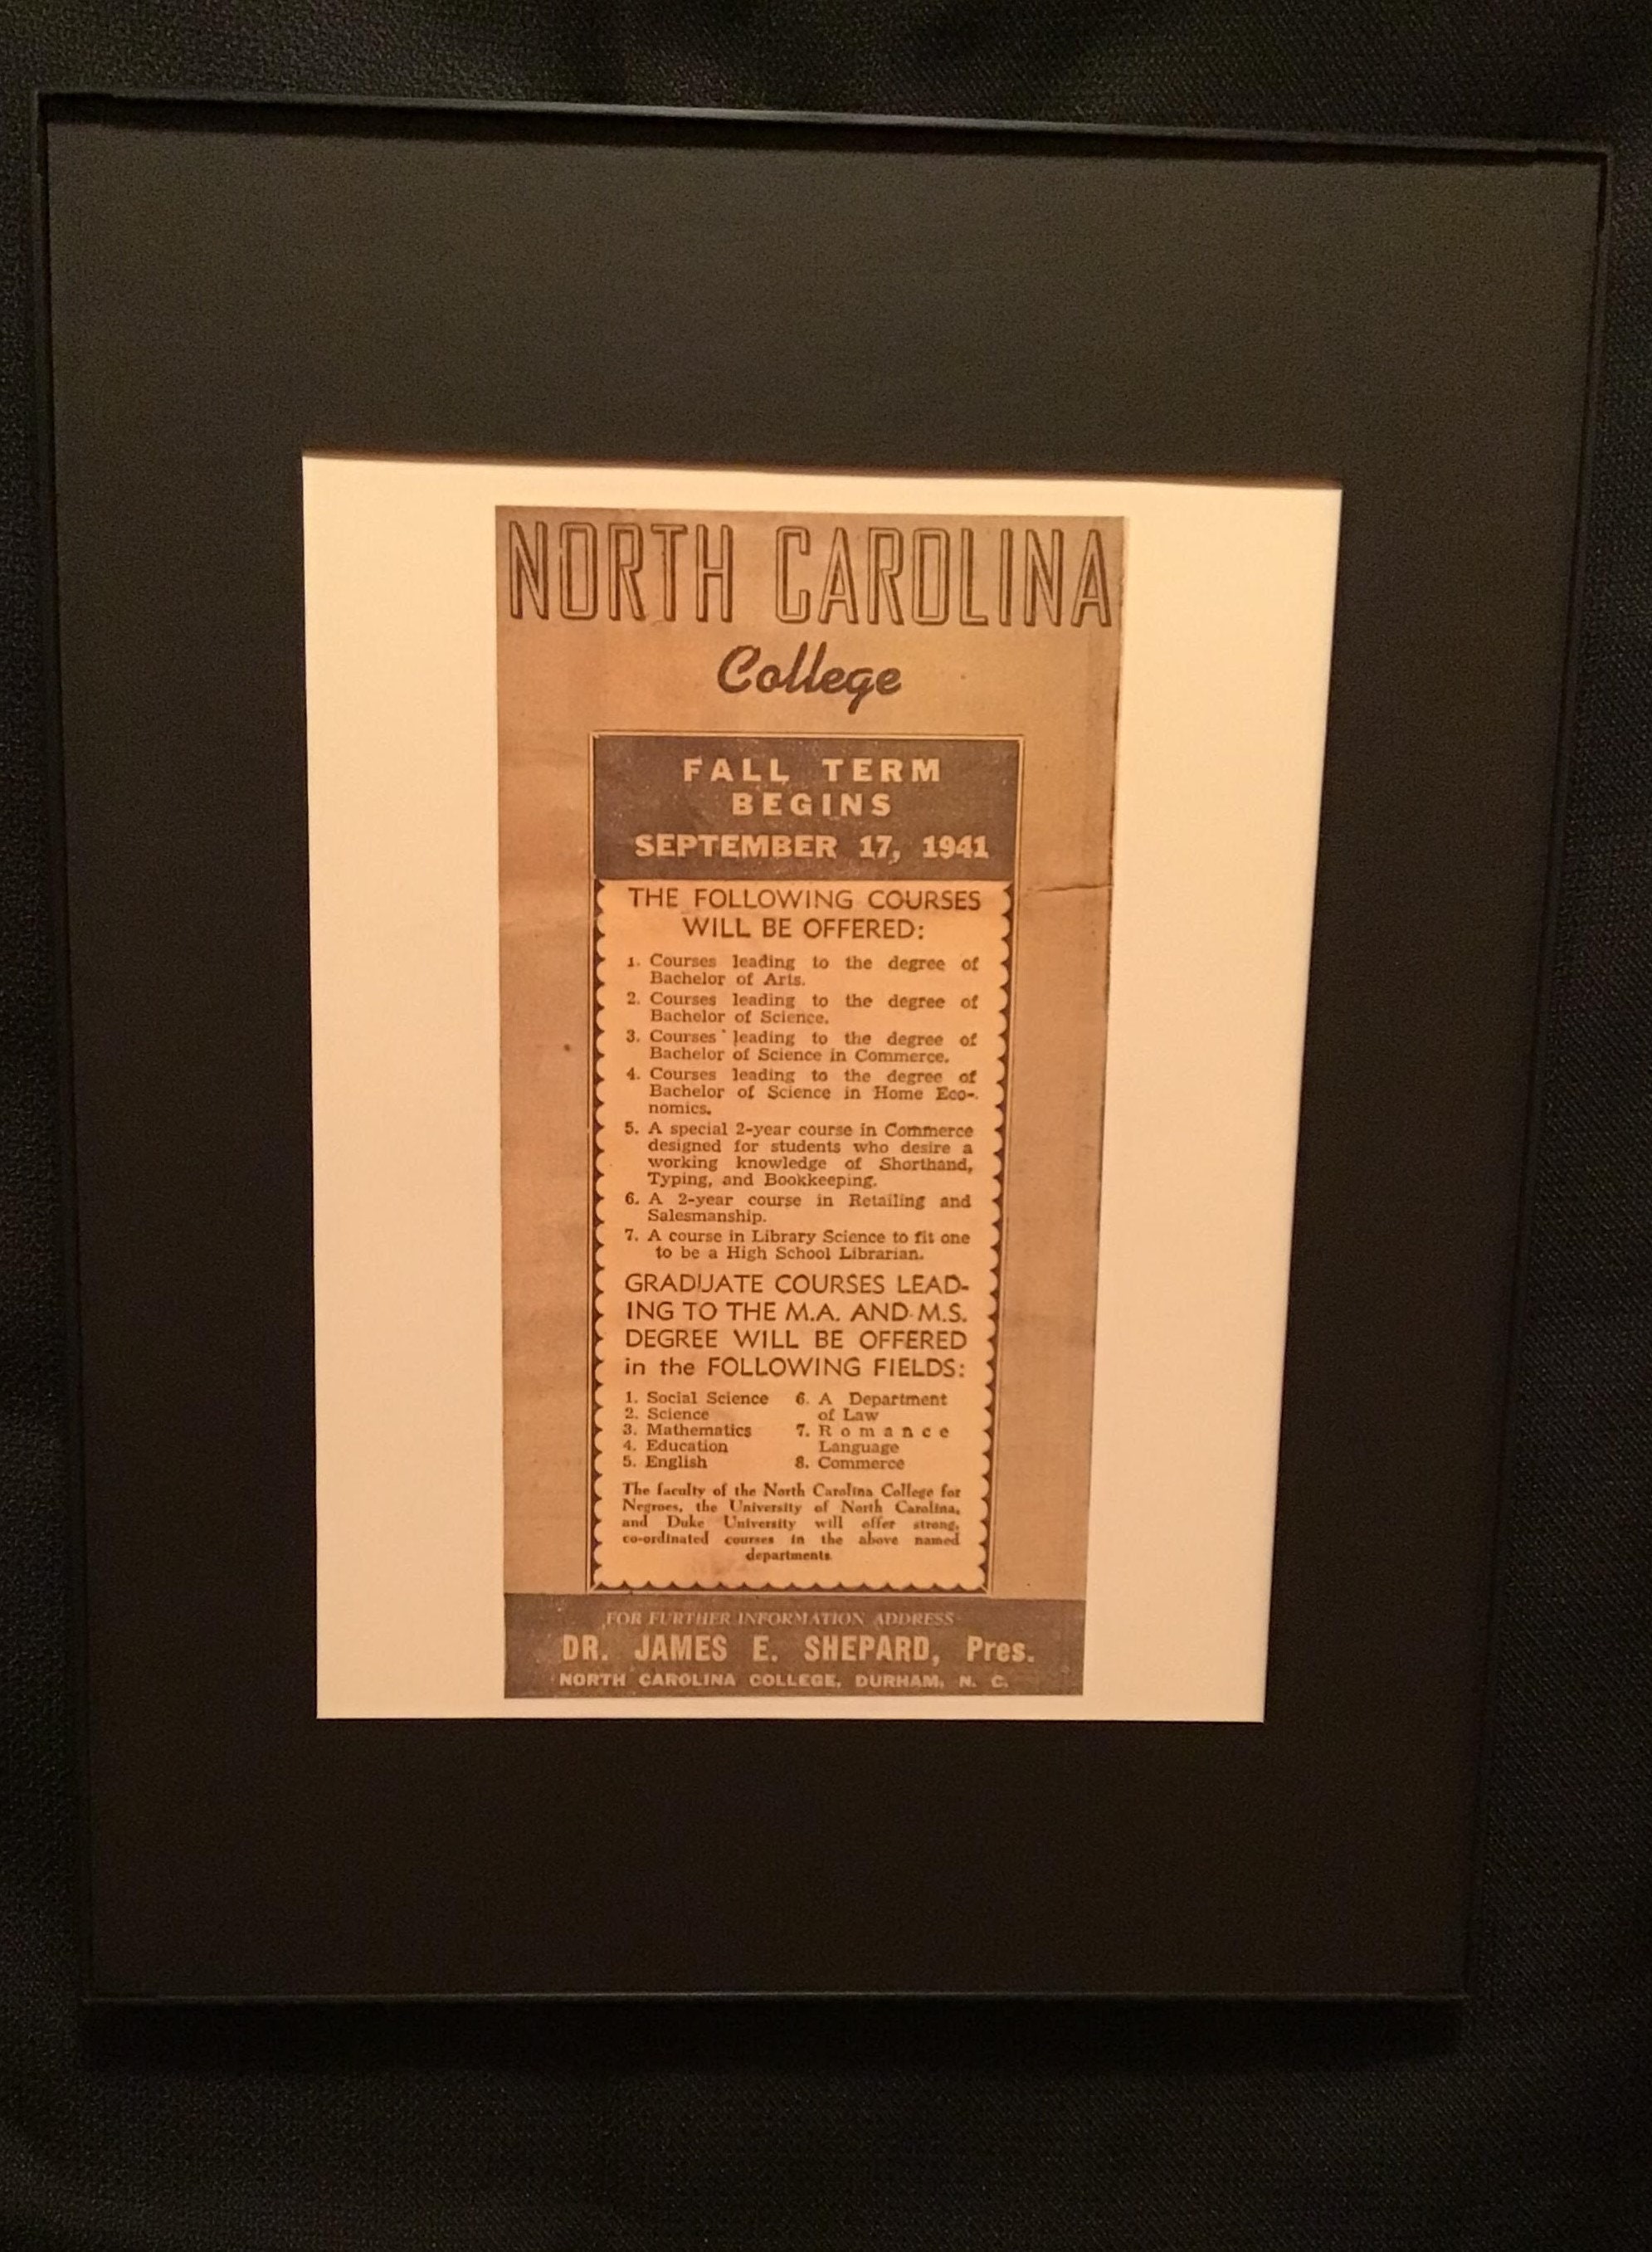 NORTH CAROLINA
College
FALL TERM
BEGINS
SEPTEMBER 17, 1941
THE FOLLOWING COURSES
WILL BE OFFERED:
1. Courses leading to the degree of
Bachelor of Arts.
2. Courses leading to the degree of
Bachelor of Science.
3. Courses leading to the degree of
Bachelor of Science in Commerce.
4. Courses leading to the degree of
Bachelor of Science in Home Eco-
nomics.
5. A special 2-year course in Commerce
designed for students who desire a
working knowledge of Shorthand,
Typing, and Bookkeeping.
6. A 2-year course in Retailing and
Salesmanship.
7. A course in Library Science to fit one
to be a High School Librarian.
GRADUATE COURSES LEAD-
ING TO THE M.A. AND M.S.
DEGREE WILL BE OFFERED
in the FOLLOWING FIELDS:
1. Social Science
2. Science
3. Mathematics
4. Education
5. English
6. A Department
of Law
7. Romance
Language
8. Commerce
The faculty of the North Carolina College for
Negroes, the University of North Carolina,
and Duke University will offer strong,
co-ordinated courses in the above named
departments
FOR FURTHER INFORMATION ADDRESS
DR. JAMES E. SHEPARD, Pres.
NORTH CAROLINA COLLEGE, DURHAM, N. C.